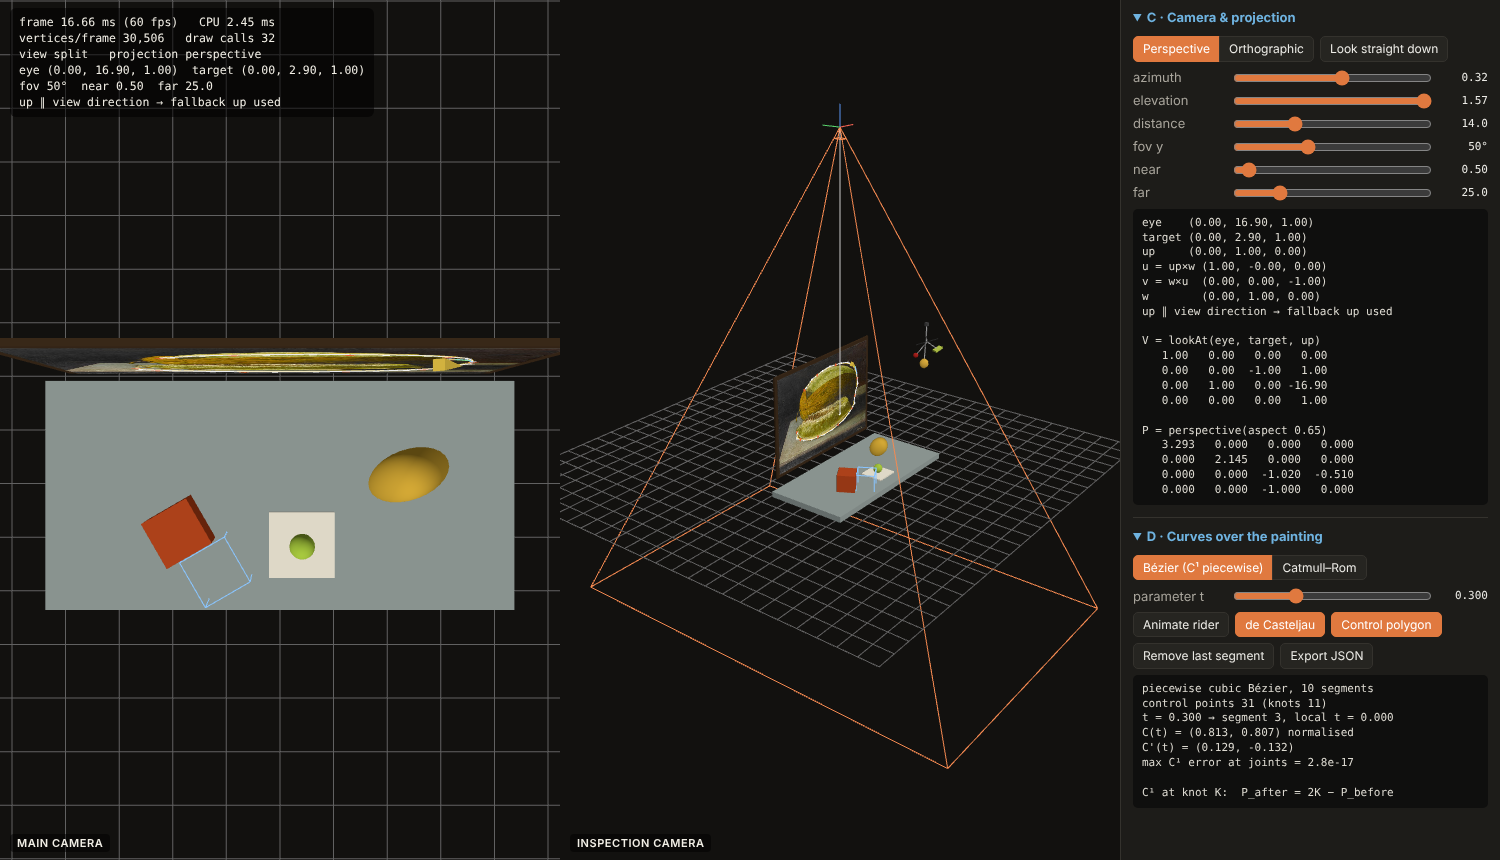 frame 16.66 ms (60 fps)   CPU 2.45 ms
vertices/frame 30,506   draw calls 32
view split   projection perspective
eye (0.00, 16.90, 1.00)  target (0.00, 2.90, 1.00)
fov 50°  near 0.50  far 25.0
up ∥ view direction → fallback up used
MAIN CAMERA
INSPECTION CAMERA
▼ C · Camera & projection
Perspective Orthographic Look straight down
azimuth 0.32
elevation 1.57
distance 14.0
fov y 50°
near 0.50
far 25.0
eye    (0.00, 16.90, 1.00)
target (0.00, 2.90, 1.00)
up     (0.00, 1.00, 0.00)
u = up×w (1.00, -0.00, 0.00)
v = w×u  (0.00, 0.00, -1.00)
w        (0.00, 1.00, 0.00)
up ∥ view direction → fallback up used
V = lookAt(eye, target, up)
1.00   0.00   0.00   0.00
0.00   0.00  -1.00   1.00
0.00   1.00   0.00 -16.90
0.00   0.00   0.00   1.00
P = perspective(aspect 0.65)
3.293   0.000   0.000   0.000
0.000   2.145   0.000   0.000
0.000   0.000  -1.020  -0.510
0.000   0.000  -1.000   0.000
▼ D · Curves over the painting
Bézier (C¹ piecewise) Catmull–Rom
parameter t 0.300
Animate rider de Casteljau Control polygon
Remove last segment Export JSON
piecewise cubic Bézier, 10 segments
control points 31 (knots 11)
t = 0.300 → segment 3, local t = 0.000
C(t) = (0.813, 0.807) normalised
C'(t) = (0.129, -0.132)
max C¹ error at joints = 2.8e-17
C¹ at knot K:  P_after = 2K − P_before